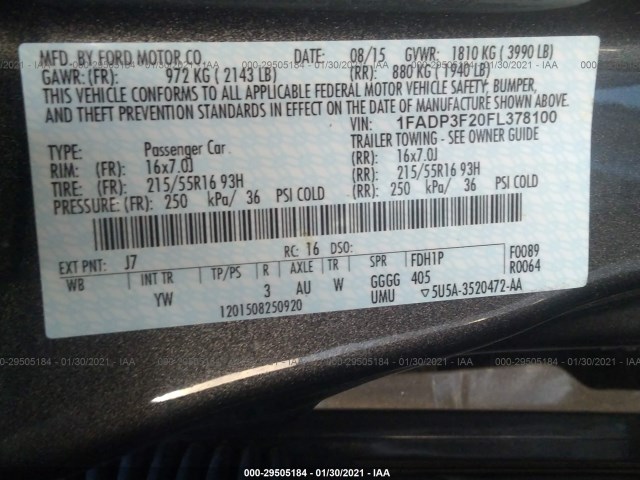 000-29505184 - 01/30/2021 - IAA
MFD. BY FORD MOTOR CO. DATE: 08/15 GVWR: 1810 KG ( 3990 LB)
GAWR: (FR): 972 KG ( 2143 LB) (RR): 880 KG ( 1940 LB)
THIS VEHICLE CONFORMS TO ALL APPLICABLE FEDERAL MOTOR VEHICLE SAFETY, BUMPER,
AND THEFT PREVENTION STANDARDS IN EFFECT ON THE DATE OF MANUFACTURE SHOWN ABOVE.
VIN: 1FADP3F20FL378100
TYPE: Passenger Car TRAILER TOWING - SEE OWNER GUIDE
RIM: (FR): 16x7.0J (RR): 16x7.0J
TIRE: (FR): 215/55R16 93H (RR): 215/55R16 93H
PRESSURE: (FR): 250 kPa/ 36 PSI COLD (RR): 250 kPa/ 36 PSI COLD
EXT PNT: J7 RC: 16 DSO: FDH1P F0089
WB INT TR TP/PS R AXLE TR SPR 405 R0064
YW 3 AU W GGGG
UMU ▽5U5A-3520472-AA
1201508250920
000-29505184 - 01/30/2021 - IAA
000-29505184 - 01/30/2021 - IAA